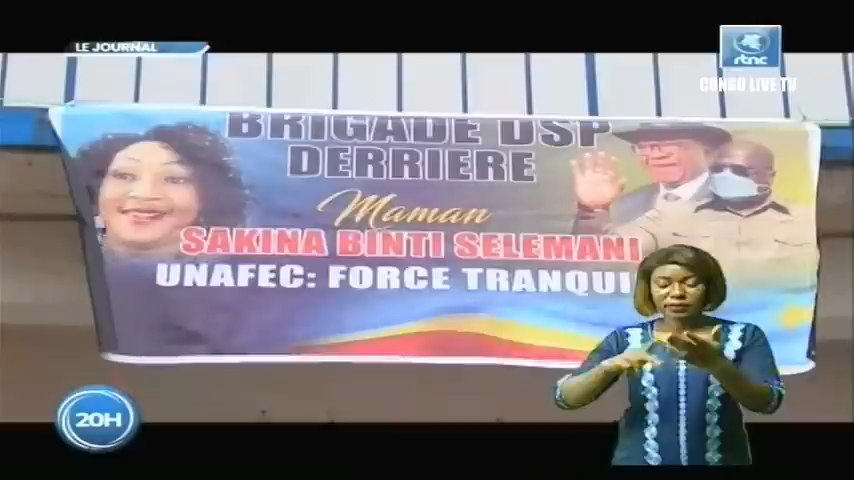 LE JOURNAL
rtnc
CONGO LIVE TV
BRIGADE DSP
DERRIERE
Maman
SAKINA BINTI SELEMANI
UNAFEC: FORCE TRANQUI
20H